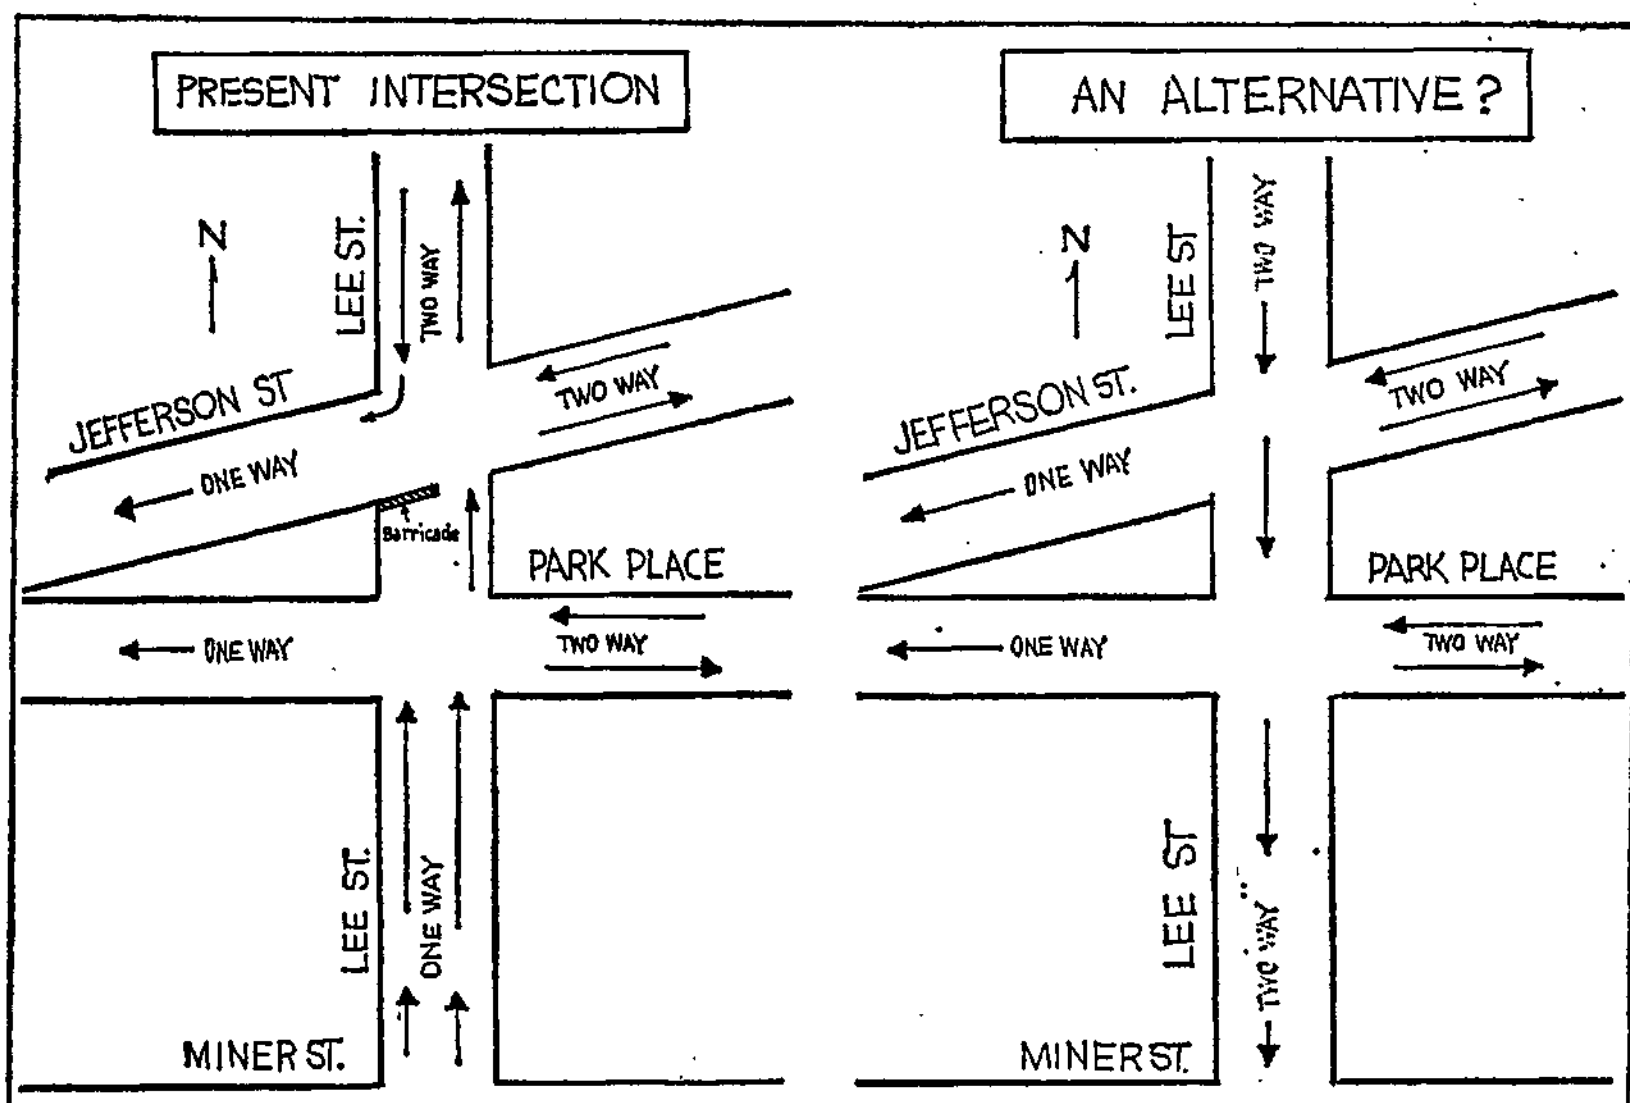 PRESENT INTERSECTION
N
LEE ST.
TWO WAY
JEFFERSON ST
TWO WAY
ONE WAY
Barricade
PARK PLACE
ONE WAY
TWO WAY
LEE ST.
ONE WAY
MINER ST.
AN ALTERNATIVE?
N
LEE ST
TWO WAY
JEFFERSON ST.
TWO WAY
ONE WAY
PARK PLACE
ONE WAY
TWO WAY
LEE ST
TWO WAY
MINER ST.